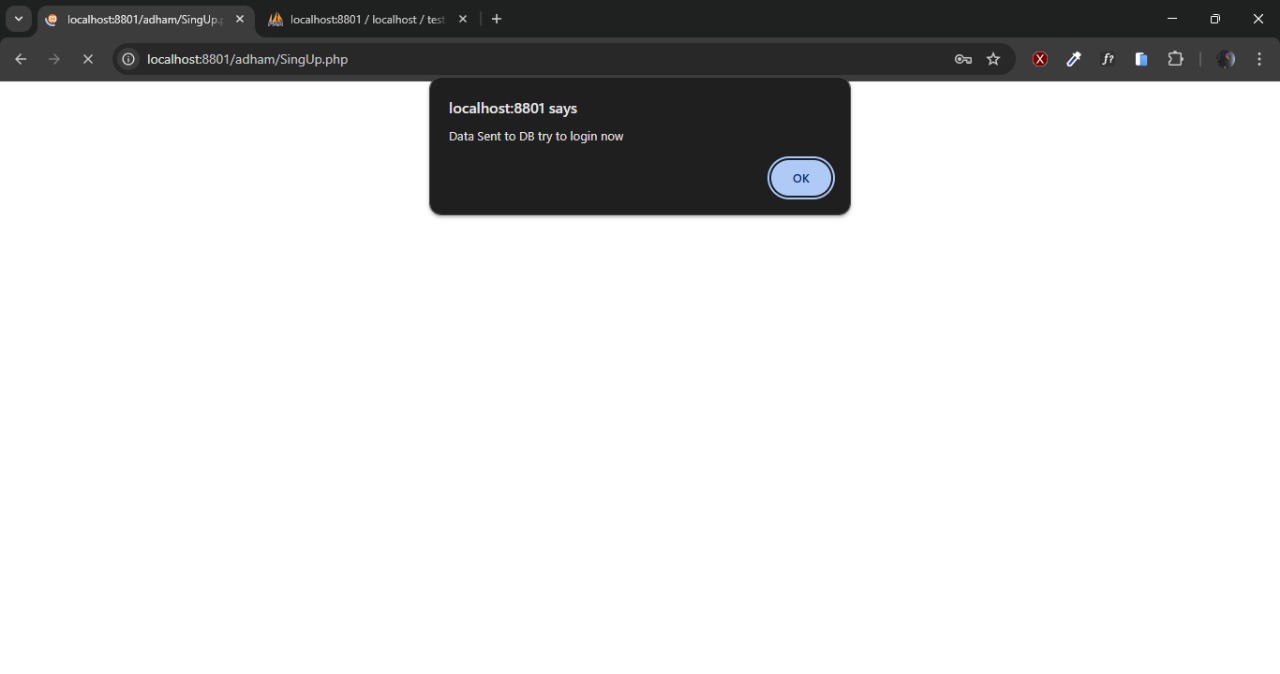 localhost:8801/adham/SingUp.
localhost:8801 / localhost / test
localhost:8801/adham/SingUp.php
X
f?
localhost:8801 says
Data Sent to DB try to login now
OK